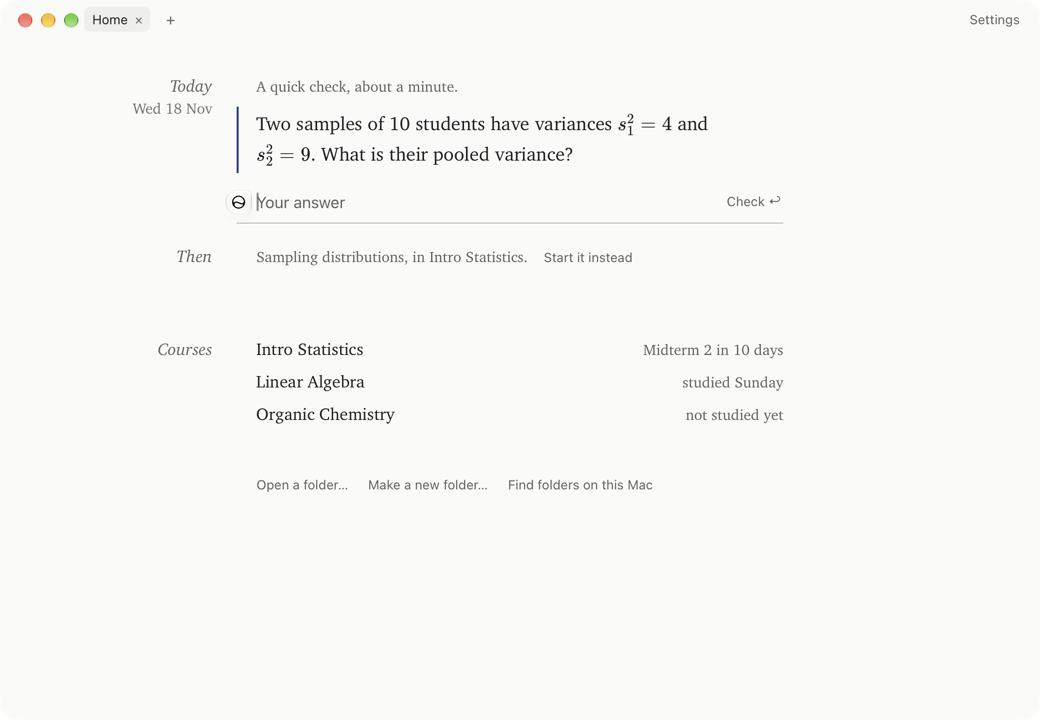 Home ×
+
Settings
Today
A quick check, about a minute.
Wed 18 Nov
Two samples of 10 students have variances s₁² = 4 and
s₂² = 9. What is their pooled variance?
Your answer
Check ↩
Then
Sampling distributions, in Intro Statistics.
Start it instead
Courses
Intro Statistics
Midterm 2 in 10 days
Linear Algebra
studied Sunday
Organic Chemistry
not studied yet
Open a folder...
Make a new folder...
Find folders on this Mac